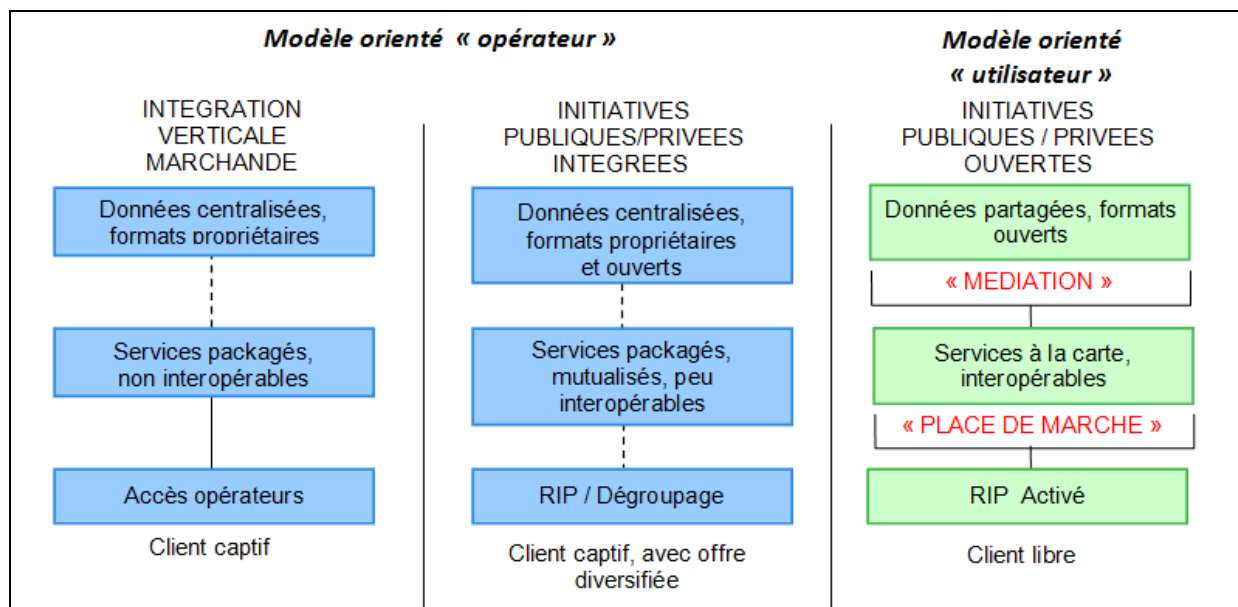 Modèle orienté « opérateur »
Modèle orienté
« utilisateur »
INTEGRATION
VERTICALE
MARCHANDE
Données centralisées,
formats propriétaires
Services packagés,
non interopérables
Accès opérateurs
Client captif
INITIATIVES
PUBLIQUES/PRIVEES
INTEGREES
Données centralisées,
formats propriétaires
et ouverts
Services packagés,
mutualisés, peu
interopérables
RIP / Dégroupage
Client captif, avec offre
diversifiée
INITIATIVES
PUBLIQUES / PRIVEES
OUVERTES
Données partagées, formats
ouverts
« MEDIATION »
Services à la carte,
interopérables
« PLACE DE MARCHE »
RIP Activé
Client libre